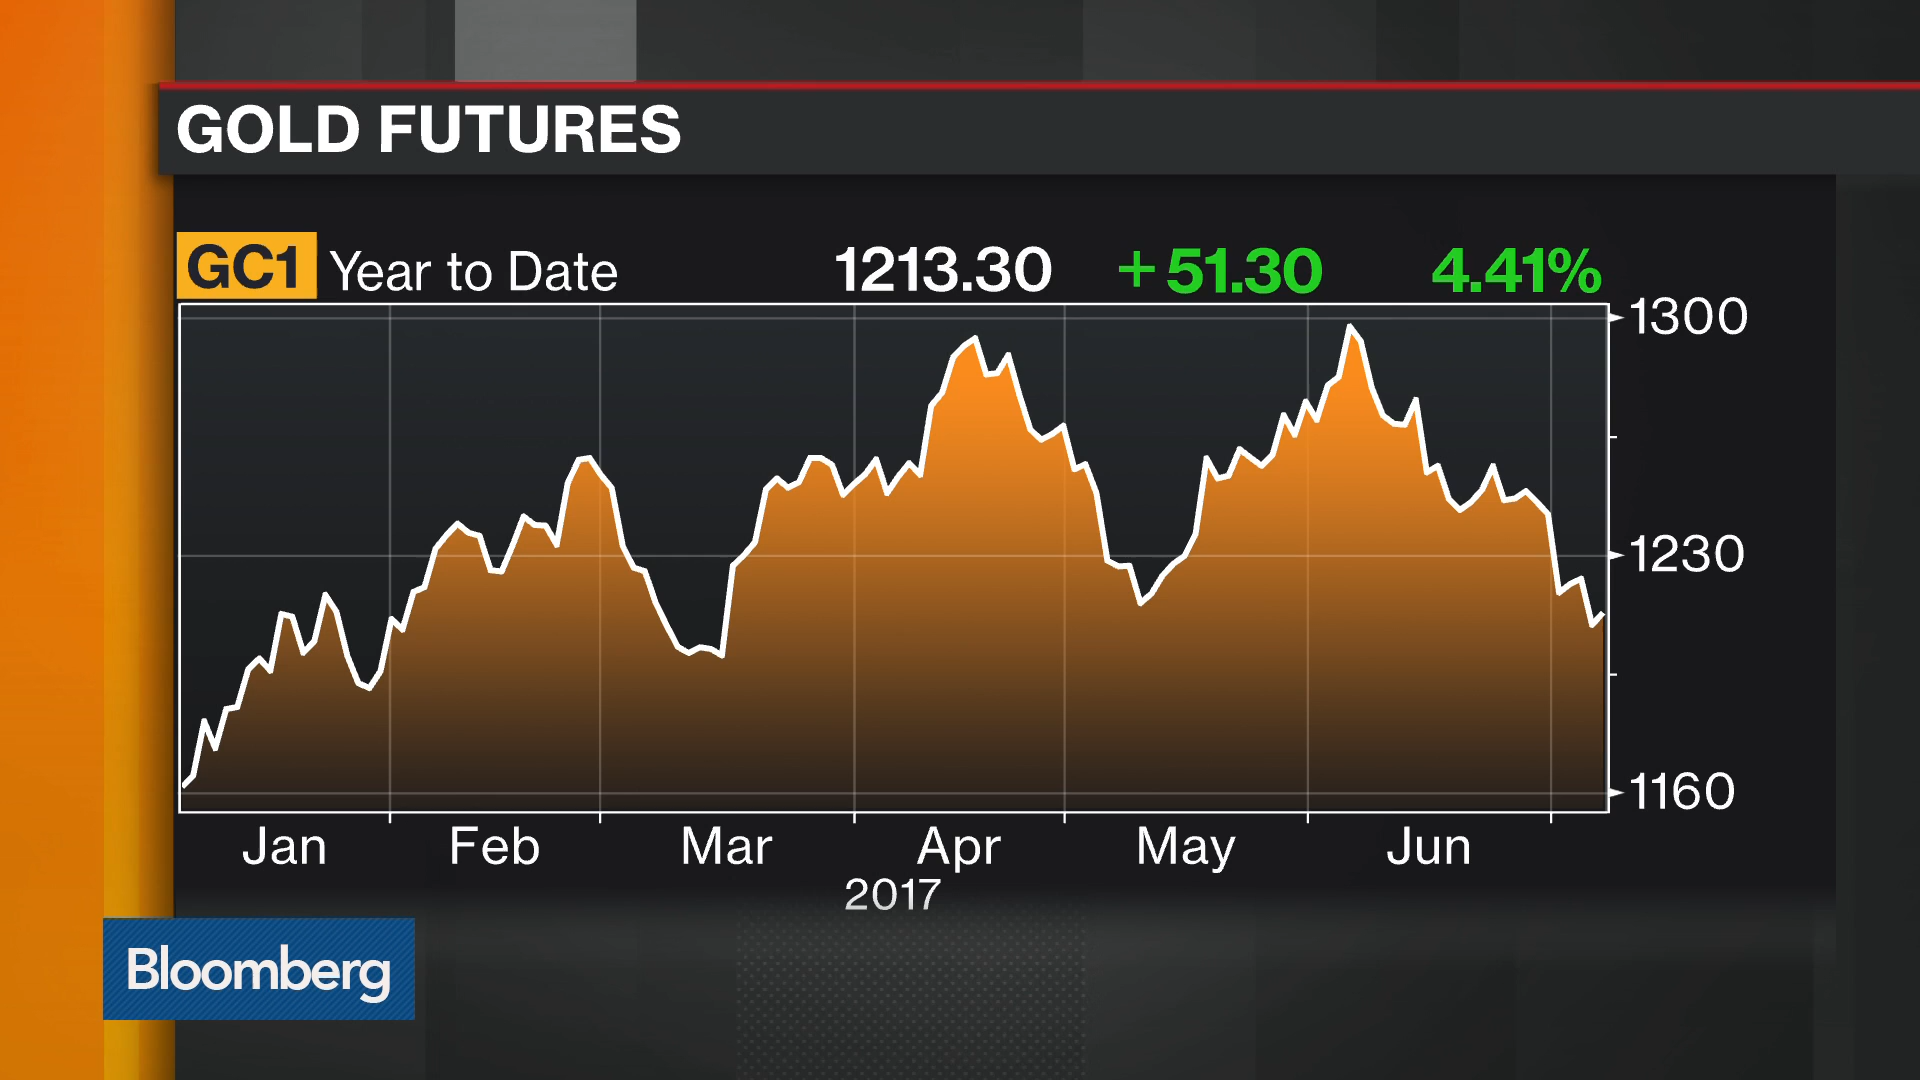 GOLD FUTURES
GC1 Year to Date 1213.30 +51.30 4.41%
1300
1230
1160
Jan Feb Mar Apr May Jun
2017
Bloomberg